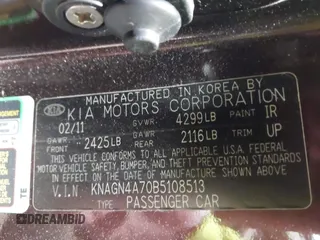 MANUFACTURED IN KOREA BY
KIA KIA MOTORS CORPORATION
02/11 GVWR: 4299LB PAINT IR
GAWR: FRONT 2425LB GAWR: REAR 2116LB TRIM UP
THIS VEHICLE CONFORMS TO ALL APPLICABLE U.S.A. FEDERAL
MOTOR VEHICLE SAFETY, BUMPER, AND THEFT PREVENTION STANDARDS
IN EFFECT ON THE DATE OF MANUFACTURE SHOWN ABOVE.
V.I.N KNAGN4A70B5108513
TYPE: PASSENGER CAR
DREAMBID